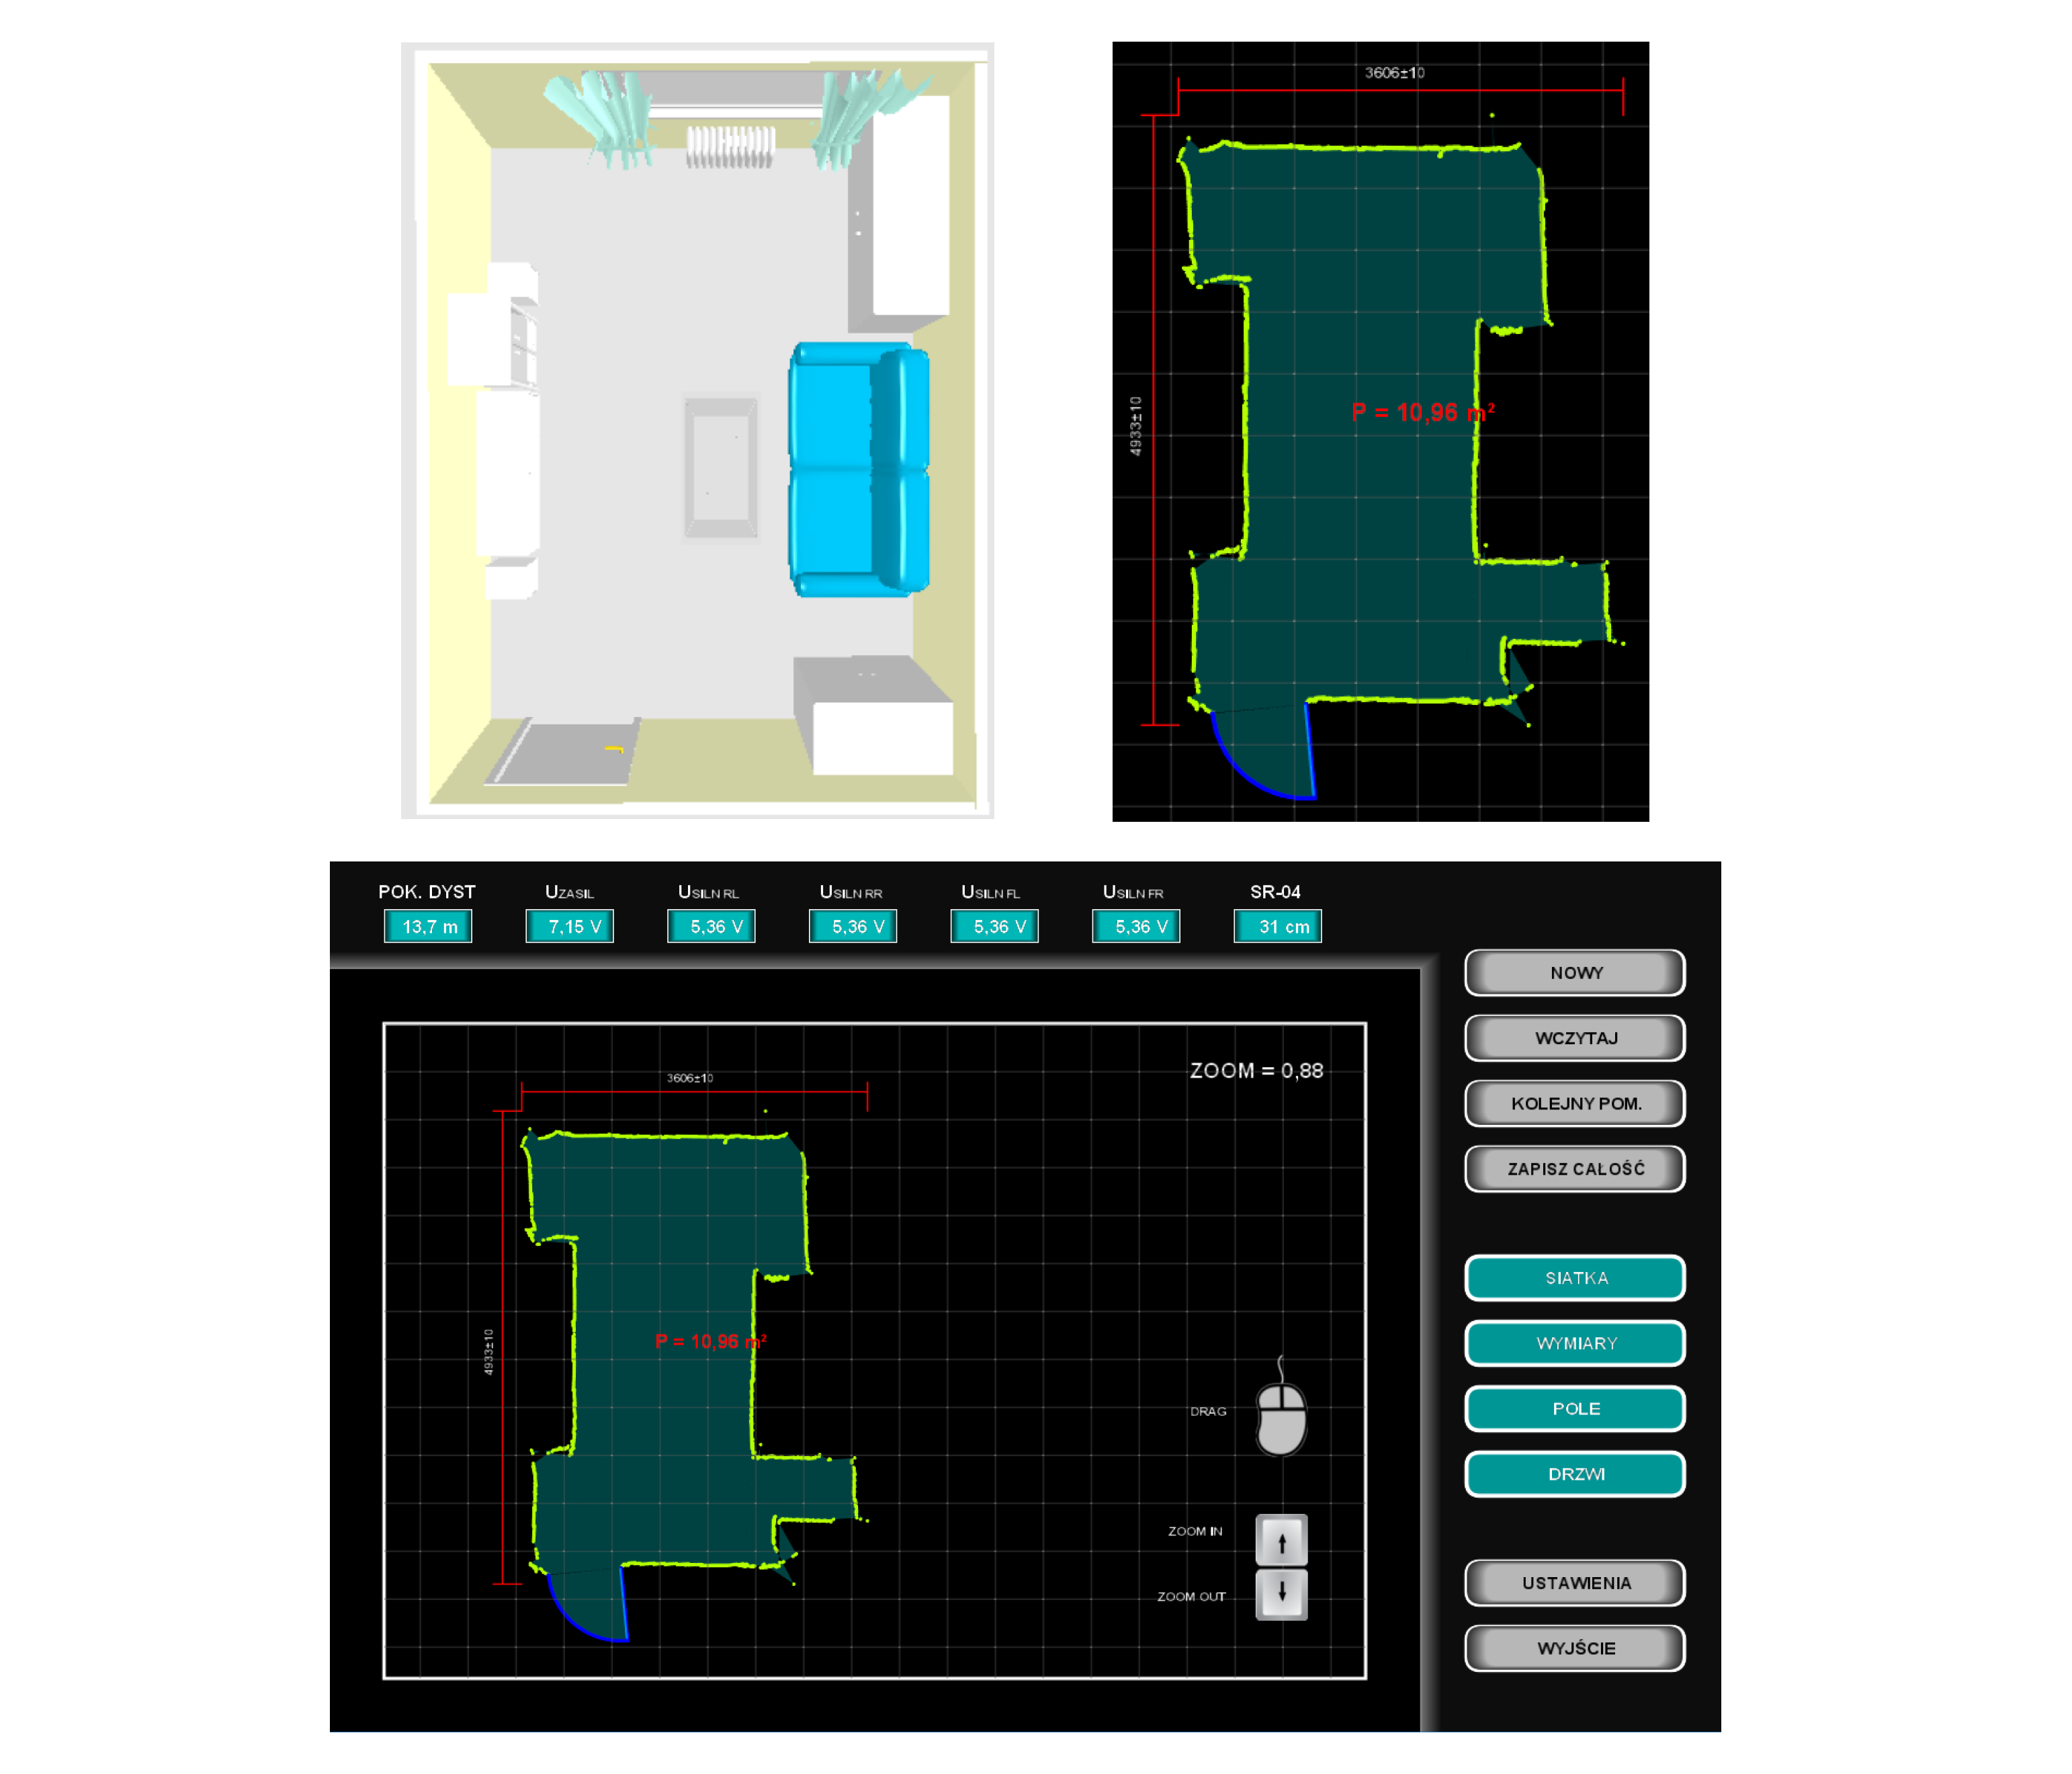 3606±10
4933±10
P = 10,96 m²
POK. DYST UZASIL USILN RL USILN RR USILN FL USILN FR SR-04
13,7 m 7,15 V 5,36 V 5,36 V 5,36 V 5,36 V 31 cm
NOWY
WCZYTAJ
KOLEJNY POM.
ZAPISZ CAŁOŚĆ
SIATKA
WYMIARY
POLE
DRZWI
USTAWIENIA
WYJŚCIE
ZOOM = 0,88
3606±10
4933±10
P = 10,96 m²
DRAG
ZOOM IN
ZOOM OUT